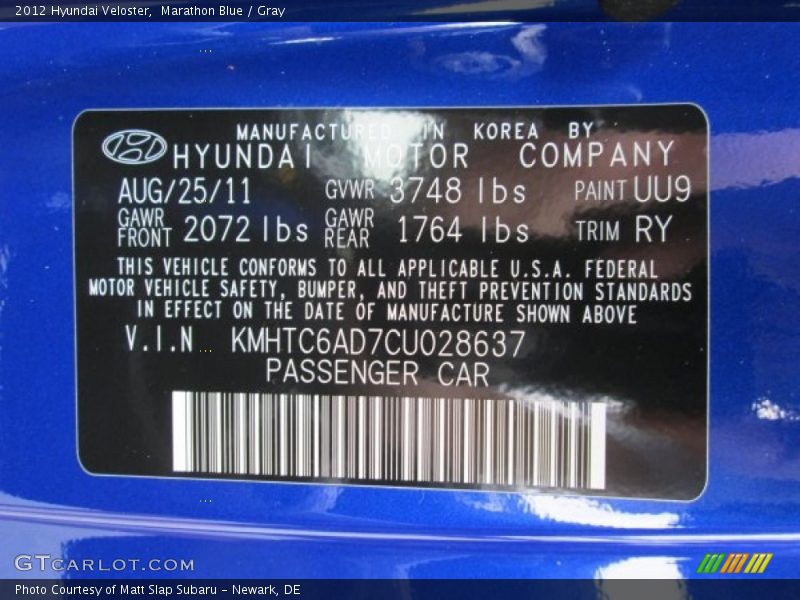 2012 Hyundai Veloster, Marathon Blue / Gray
MANUFACTURED IN KOREA BY
HYUNDAI MOTOR COMPANY
AUG/25/11 GVWR 3748 lbs PAINT UU9
GAWR FRONT 2072 lbs GAWR REAR 1764 lbs TRIM RY
THIS VEHICLE CONFORMS TO ALL APPLICABLE U.S.A. FEDERAL
MOTOR VEHICLE SAFETY, BUMPER, AND THEFT PREVENTION STANDARDS
IN EFFECT ON THE DATE OF MANUFACTURE SHOWN ABOVE
V.I.N KMHTC6AD7CU028637
PASSENGER CAR
GTCARLOT.COM
Photo Courtesy of Matt Slap Subaru - Newark, DE